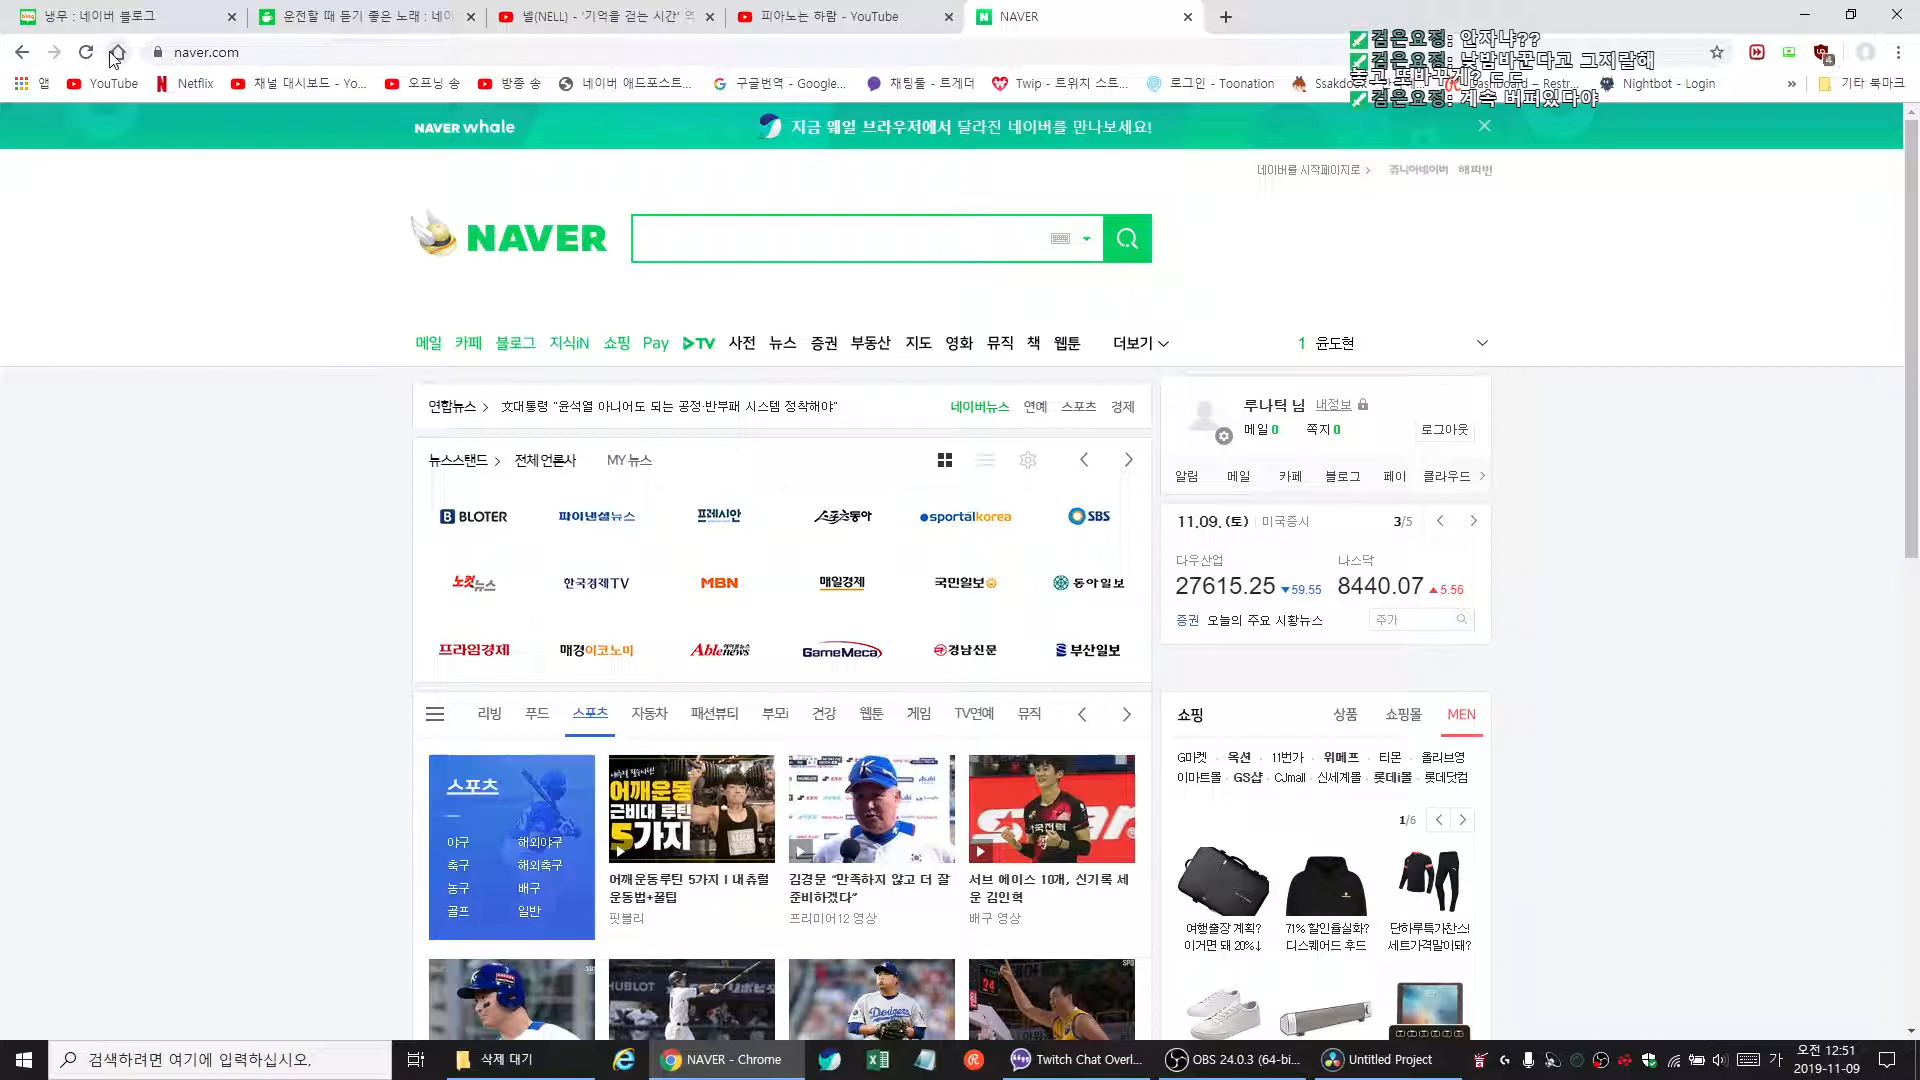 냉무 : 네이버 블로그
운전할 때 듣기 좋은 노래 : 네이
넬(NELL) - '기억을 걷는 시간'
피아노는 하람 - YouTube
NAVER
naver.com
검은요정: 안자냐??
검은요정: 낮밤바꾼다고 그지랄해
놓고 또바꾸게? ㄷㄷ
검은요정: 계속 버퍼있다야
앱
YouTube
Netflix
채널 대시보드 - Yo...
오프닝 송
방종 송
네이버 애드포스트...
구글번역 - Google...
채팅툴 - 트게더
Twip - 트위치 스트...
로그인 - Toonation
Dashboard - Restr...
Nightbot - Login
기타 북마크
NAVER whale
지금 웨일 브라우저에서 달라진 네이버를 만나보세요!
네이버를 시작페이지로
쥬니어네이버
해피빈
NAVER
메일 카페 블로그 지식iN 쇼핑 Pay TV 사전 뉴스 증권 부동산 지도 영화 뮤직 책 웹툰 더보기
1 윤도현
연합뉴스 文대통령 "윤석열 아니어도 되는 공정·반부패 시스템 정착해야"
네이버뉴스 연예 스포츠 경제
루나틱 님 내정보
메일 0 쪽지 0
로그아웃
알림 메일 카페 블로그 페이 클라우드
뉴스스탠드 전체 언론사 MY 뉴스
BLOTER 파이낸셜뉴스 프레시안 스포츠동아 sportalkorea SBS
노컷뉴스 한국경제TV MBN 매일경제 국민일보 동아일보
프라임경제 매경이코노미 Ablenews GameMeca 경남신문 부산일보
11.09.(토) 미국증시
3/5
다우산업
27615.25 ▼59.55
나스닥
8440.07 ▲5.56
증권 오늘의 주요 시황뉴스
주가
리빙 푸드 스포츠 자동차 패션뷰티 부모i 건강 웹툰 게임 TV연예 뮤직
스포츠
야구 해외야구
축구 해외축구
농구 배구
골프 일반
어깨운동
근비대 루틴
5가지
어깨운동루틴 5가지 l 내츄럴
운동법+꿀팁
핏블리
김경문 "만족하지 않고 더 잘
준비하겠다"
프리미어12 영상
서브 에이스 10개, 신기록 세
운 김인혁
배구 영상
쇼핑
상품 쇼핑몰 MEN
G마켓 · 옥션 · 11번가 · 위메프 · 티몬 · 올리브영
이마트몰 · GS샵 · CJmall · 신세계몰 · 롯데i몰 · 롯데닷컴
1/6
여행출장 계획?
이거면 돼 20%↓
71% 할인율실화?
디스퀘어드 후드
단하루특가찬스!
세트가격말이돼?
HUBLOT
Dodgers
24
검색하려면 여기에 입력하십시오.
삭제 대기
NAVER - Chrome
Twitch Chat Overl...
OBS 24.0.3 (64-bi...
Untitled Project
가
오전 12:51
2019-11-09